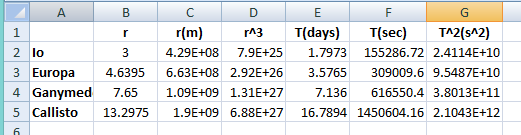 A B C D E F G
1 r r(m) r^3 T(days) T(sec) T^2(s^2)
2 Io 3 4.29E+08 7.9E+25 1.7973 155286.72 2.4114E+10
3 Europa 4.6395 6.63E+08 2.92E+26 3.5765 309009.6 9.5487E+10
4 Ganymed 7.65 1.09E+09 1.31E+27 7.136 616550.4 3.8013E+11
5 Callisto 13.2975 1.9E+09 6.88E+27 16.7894 1450604.16 2.1043E+12